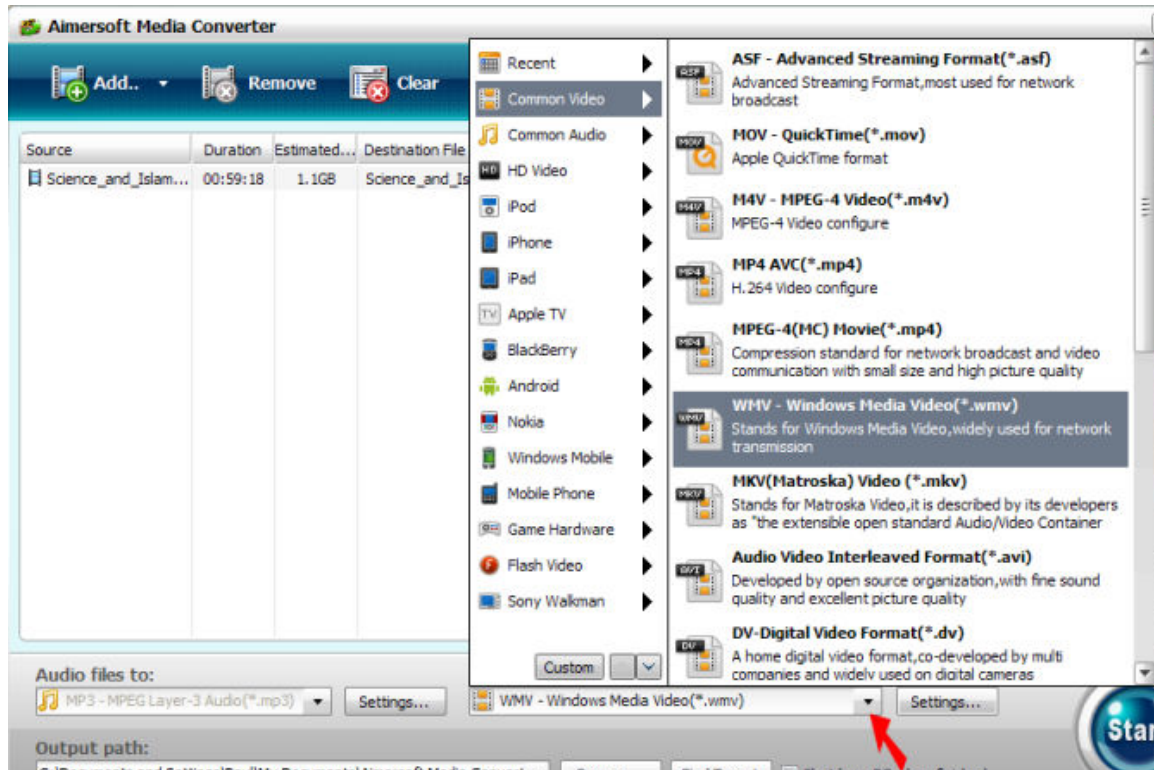 Aimersoft Media Converter
Add..
Remove
Clear
Source
Duration
Estimated...
Destination File
Science_and_Islam...
00:59:18
1.1GB
Science_and_Is
Recent
Common Video
Common Audio
HD Video
iPod
iPhone
iPad
Apple TV
BlackBerry
Android
Nokia
Windows Mobile
Mobile Phone
Game Hardware
Flash Video
Sony Walkman
Custom
ASF - Advanced Streaming Format(*.asf)
Advanced Streaming Format,most used for network
broadcast
MOV - QuickTime(*.mov)
Apple QuickTime format
M4V - MPEG-4 Video(*.m4v)
MPEG-4 Video configure
MP4 AVC(*.mp4)
H.264 Video configure
MPEG-4(MC) Movie(*.mp4)
Compression standard for network broadcast and video
communication with small size and high picture quality
WMV - Windows Media Video(*.wmv)
Stands for Windows Media Video,widely used for network
transmission
MKV(Matroska) Video (*.mkv)
Stands for Matroska Video,it is described by its developers
as "the extensible open standard Audio/Video Container
Audio Video Interleaved Format(*.avi)
Developed by open source organization,with fine sound
quality and excellent picture quality
DV-Digital Video Format(*.dv)
A home digital video format,co-developed by multi
companies and widely used on digital cameras
Audio files to:
MP3 - MPEG Layer-3 Audio(*.mp3)
Settings...
WMV - Windows Media Video(*.wmv)
Settings...
Star
Output path: